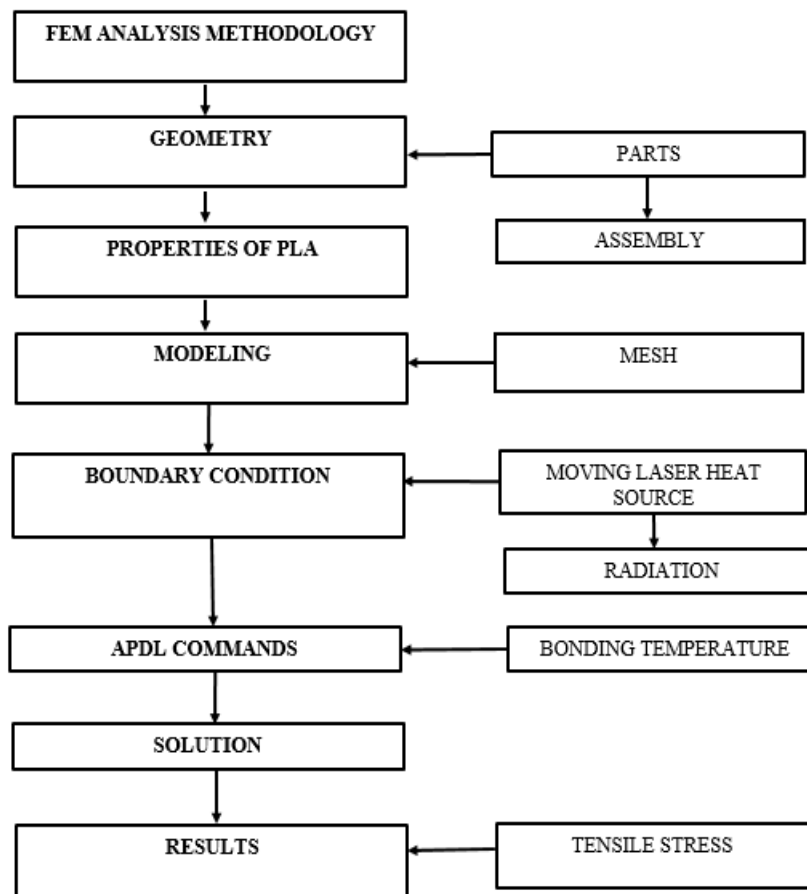 FEM ANALYSIS METHODOLOGY
GEOMETRY
PARTS
ASSEMBLY
PROPERTIES OF PLA
MODELING
MESH
BOUNDARY CONDITION
MOVING LASER HEAT
SOURCE
RADIATION
APDL COMMANDS
BONDING TEMPERATURE
SOLUTION
RESULTS
TENSILE STRESS